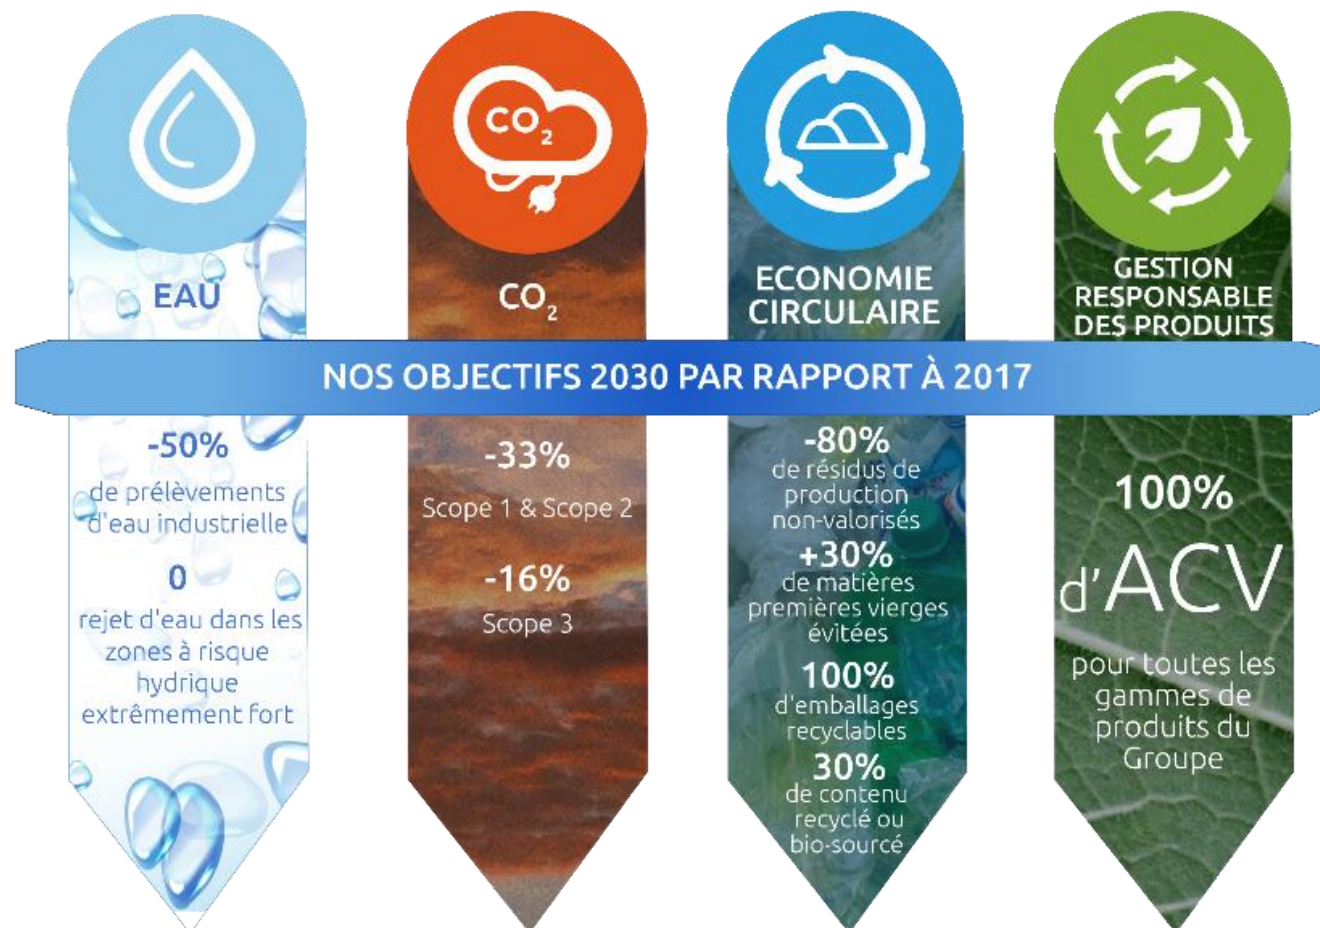 CO2
EAU
CO2
ECONOMIE
CIRCULAIRE
GESTION
RESPONSABLE
DES PRODUITS
NOS OBJECTIFS 2030 PAR RAPPORT À 2017
-50%
de prélèvements
d'eau industrielle
0
rejet d'eau dans les
zones à risque
hydrique
extrêmement fort
-33%
Scope 1 & Scope 2
-16%
Scope 3
-80%
de résidus de
production
non-valorisés
+30%
de matières
premières vierges
évitées
100%
d'emballages
recyclables
30%
de contenu
recyclé ou
bio-sourcé
100%
d'ACV
pour toutes les
gammes de
produits du
Groupe